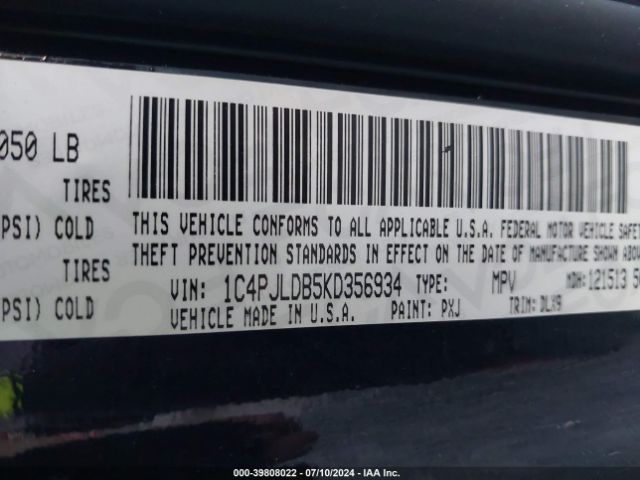 050 LB
TIRES
PSI) COLD
TIRES
PSI) COLD
THIS VEHICLE CONFORMS TO ALL APPLICABLE U.S.A. FEDERAL MOTOR VEHICLE SAFET
THEFT PREVENTION STANDARDS IN EFFECT ON THE DATE OF MANUFACTURE SHOWN ABOV
VIN: 1C4PJLDB5KD356934 TYPE: MPV MDH: 121513
VEHICLE MADE IN U.S.A. PAINT: PXJ TRIM: DLX9
000-39808022 / 07/10/2024 / IAA Inc.